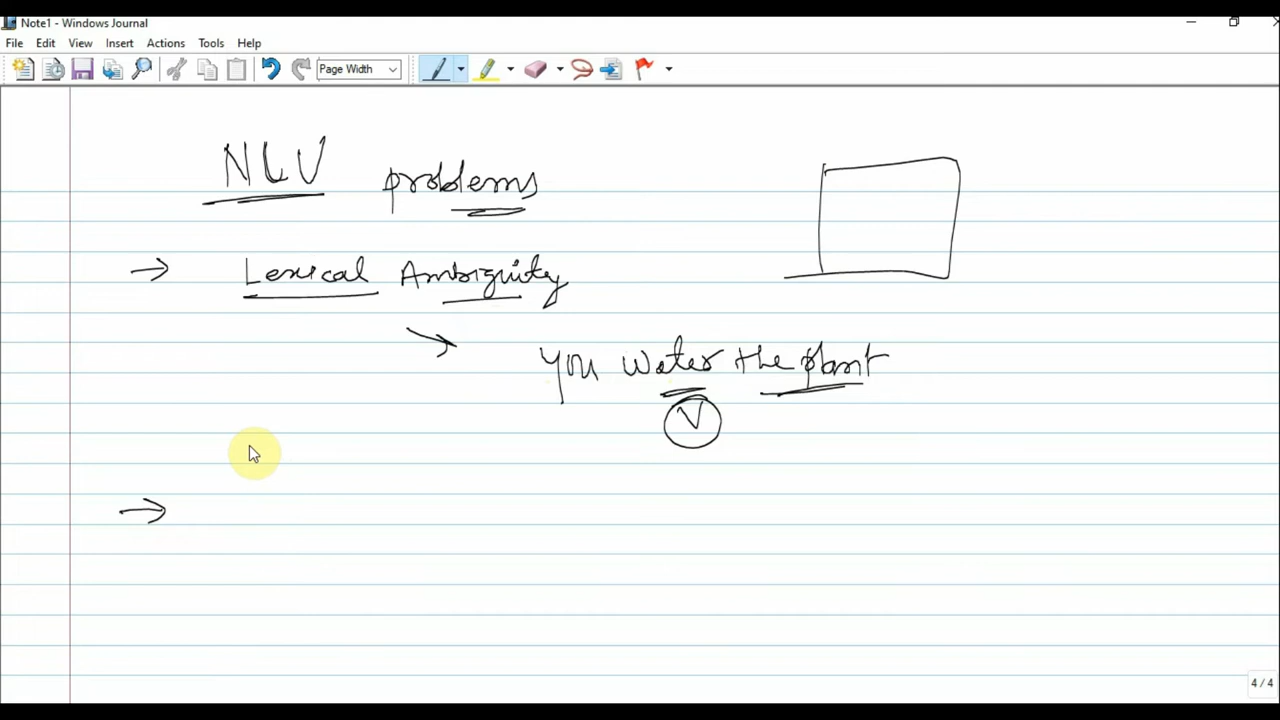 Note1 - Windows Journal
File Edit View Insert Actions Tools Help
Page Width
NLU problems
→ Lexical Ambiguity
→ You Water the plant
V
→
4 / 4